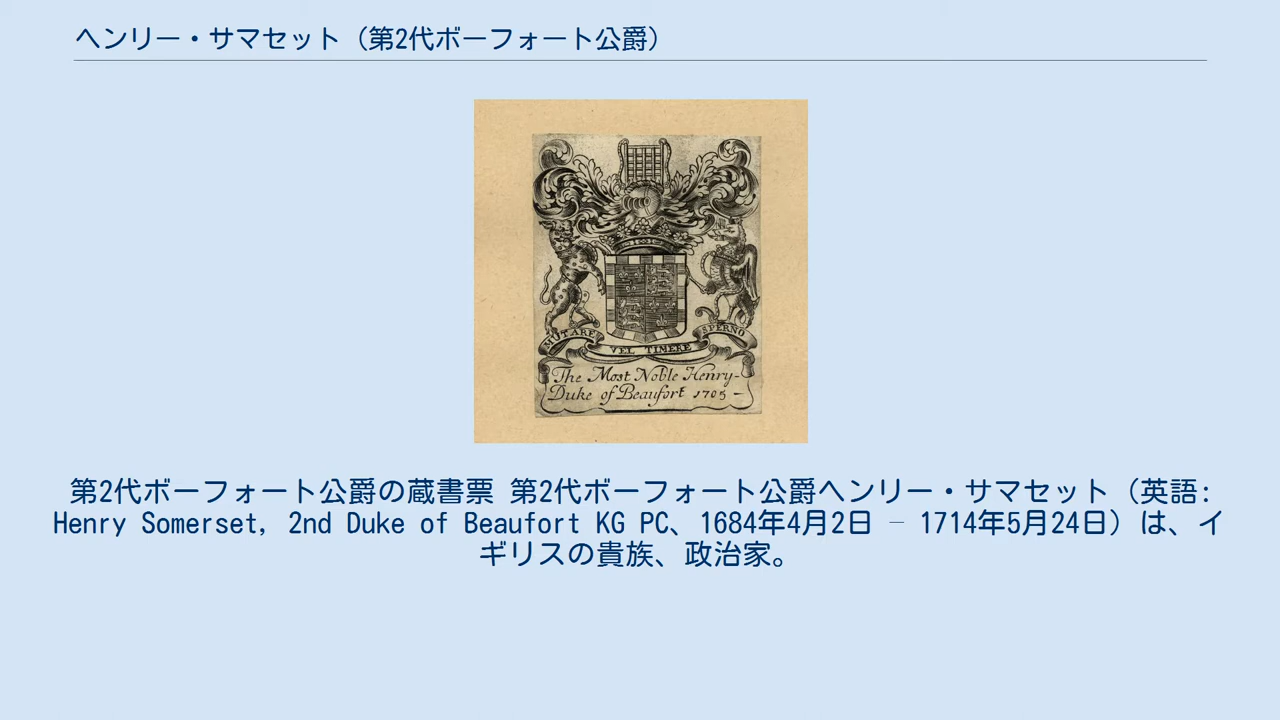 ヘンリー・サマセット（第2代ボーフォート公爵）
MUTARE
SPERNO
VEL TIMERE
The Most Noble Henry-
Duke of Beaufort 1705 -
第2代ボーフォート公爵の蔵書票 第2代ボーフォート公爵ヘンリー・サマセット（英語:
Henry Somerset, 2nd Duke of Beaufort KG PC、1684年4月2日 – 1714年5月24日）は、イ
ギリスの貴族、政治家。